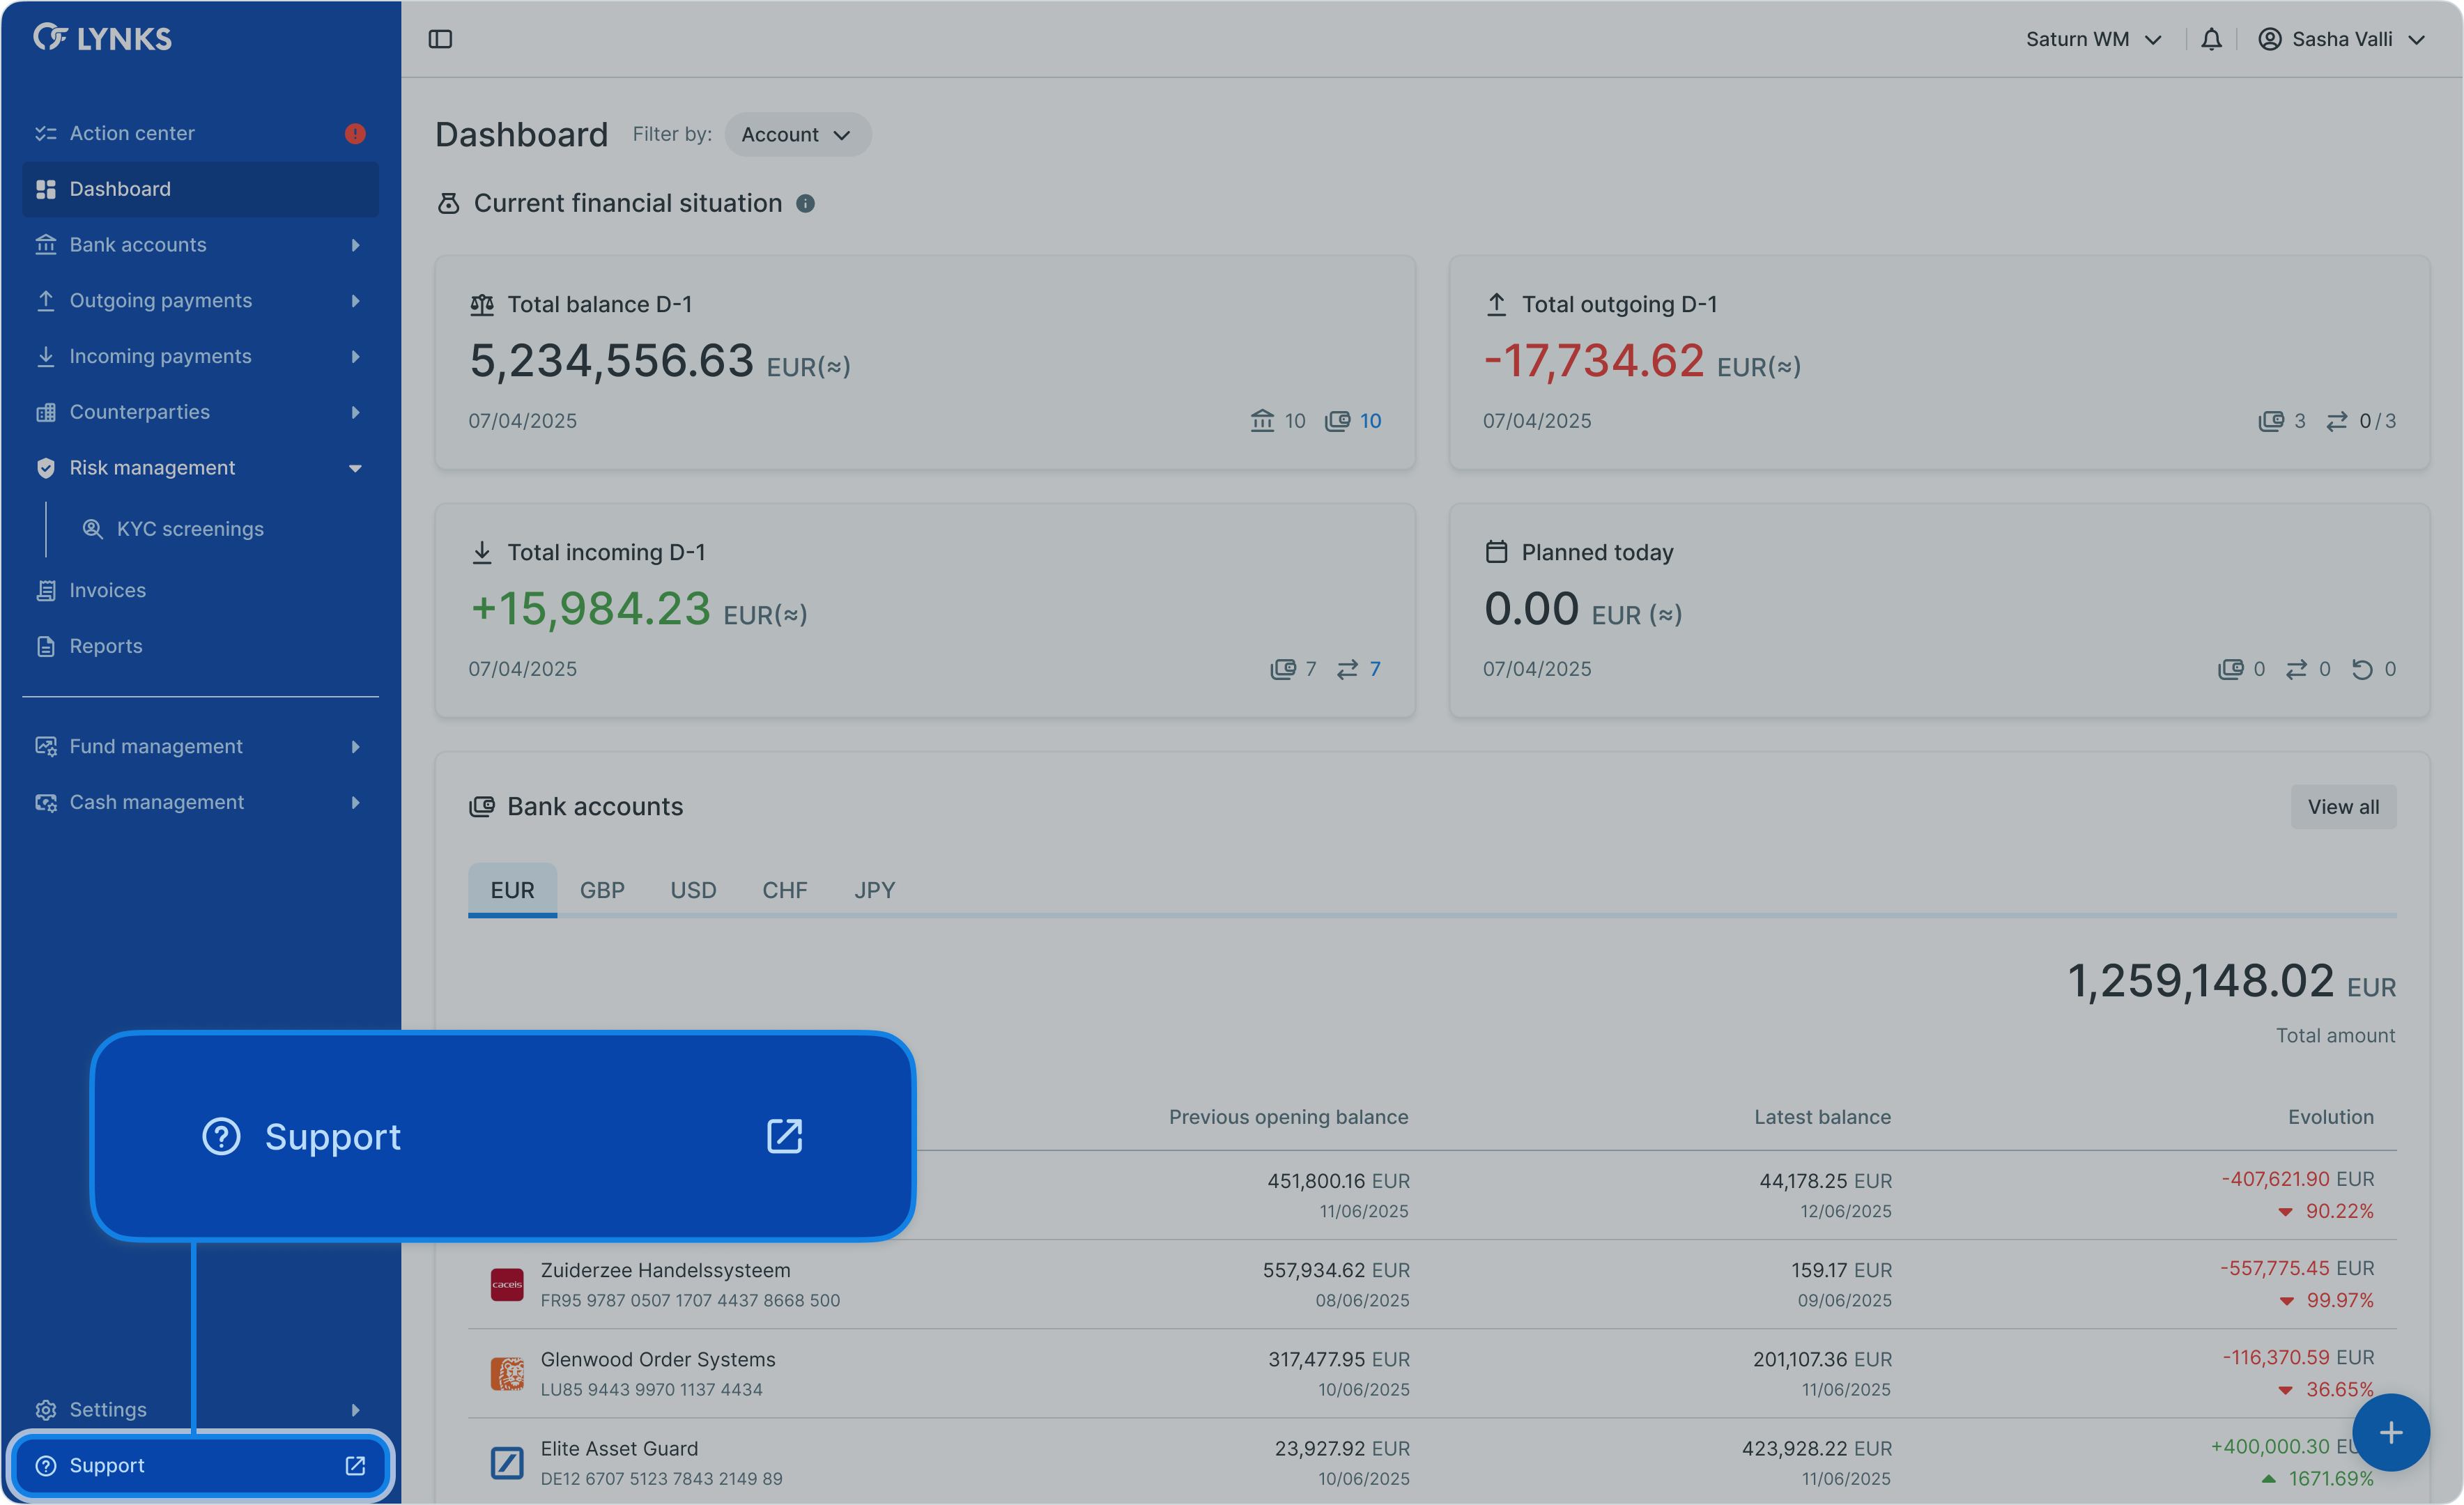 LYNKS
Saturn WM
Sasha Valli
Action center
Dashboard
Bank accounts
Outgoing payments
Incoming payments
Counterparties
Risk management
KYC screenings
Invoices
Reports
Fund management
Cash management
Settings
Support
Support
Dashboard
Filter by:
Account
Current financial situation
Total balance D-1
5,234,556.63 EUR(≈)
07/04/2025
10
10
Total outgoing D-1
-17,734.62 EUR(≈)
07/04/2025
3
0/3
Total incoming D-1
+15,984.23 EUR(≈)
07/04/2025
7
7
Planned today
0.00 EUR (≈)
07/04/2025
0
0
0
Bank accounts
View all
EUR GBP USD CHF JPY
1,259,148.02 EUR
Total amount
Previous opening balance Latest balance Evolution
451,800.16 EUR 44,178.25 EUR -407,621.90 EUR
11/06/2025 12/06/2025 90.22%
caceis
Zuiderzee Handelssysteem 557,934.62 EUR 159.17 EUR -557,775.45 EUR
FR95 9787 0507 1707 4437 8668 500 08/06/2025 09/06/2025 99.97%
Glenwood Order Systems 317,477.95 EUR 201,107.36 EUR -116,370.59 EUR
LU85 9443 9970 1137 4434 10/06/2025 11/06/2025 36.65%
Elite Asset Guard 23,927.92 EUR 423,928.22 EUR +400,000.30
DE12 6707 5123 7843 2149 89 10/06/2025 11/06/2025 1671.69%